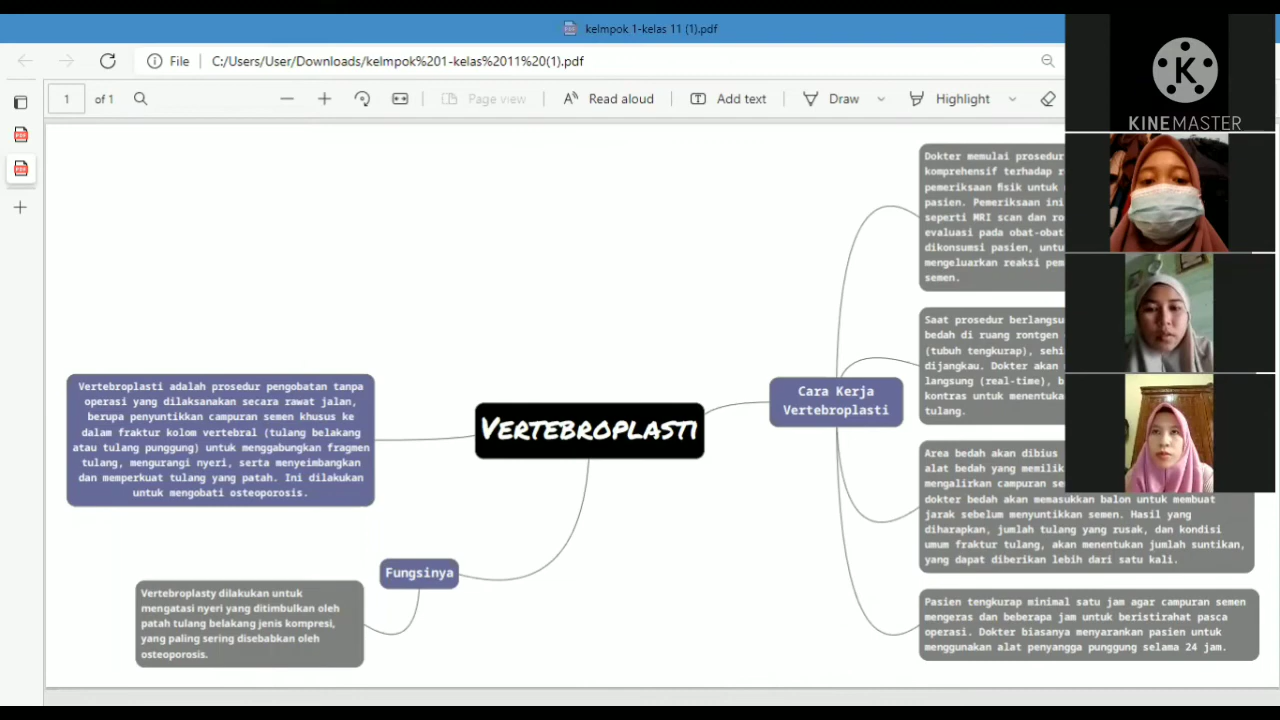 kelmpok 1-kelas 11 (1).pdf
File
C:/Users/User/Downloads/kelmpok%201-kelas%2011%20(1).pdf
1 of 1
Page view
Read aloud
Add text
Draw
Highlight
K
KINEMASTER
VERTEBROPLASTI
Vertebroplasti adalah prosedur pengobatan tanpa
operasi yang dilaksanakan secara rawat jalan,
berupa penyuntikkan campuran semen khusus ke
dalam fraktur kolom vertebral (tulang belakang
atau tulang punggung) untuk menggabungkan fragmen
tulang, mengurangi nyeri, serta menyeimbangkan
dan memperkuat tulang yang patah. Ini dilakukan
untuk mengobati osteoporosis.
Fungsinya
Vertebroplasty dilakukan untuk
mengatasi nyeri yang ditimbulkan oleh
patah tulang belakang jenis kompresi,
yang paling sering disebabkan oleh
osteoporosis.
Cara Kerja
Vertebroplasti
Dokter memulai prosedur
komprehensif terhadap
pemeriksaan fisik untuk
pasien. Pemeriksaan ini
seperti MRI scan dan
evaluasi pada
dikonsumsi pasien,
mengeluarkan reaksi
semen.
Saat prosedur
bedah di ruang rontgen
(tubuh tengkurap),
dijangkau. Dokter akan
langsung (real-time),
kontras untuk
tulang.
Area bedah akan dibius
alat bedah yang
mengalirkan campuran
dokter bedah akan memasukkan balon untuk membuat
jarak sebelum menyuntikkan semen. Hasil yang
diharapkan, jumlah tulang yang rusak, dan kondisi
umum fraktur tulang, akan menentukan jumlah suntikan,
yang dapat diberikan lebih dari satu kali.
Pasien tengkurap minimal satu jam agar campuran semen
mengeras dan beberapa jam untuk beristirahat pasca
operasi. Dokter biasanya menyarankan pasien untuk
menggunakan alat penyangga punggung selama 24 jam.